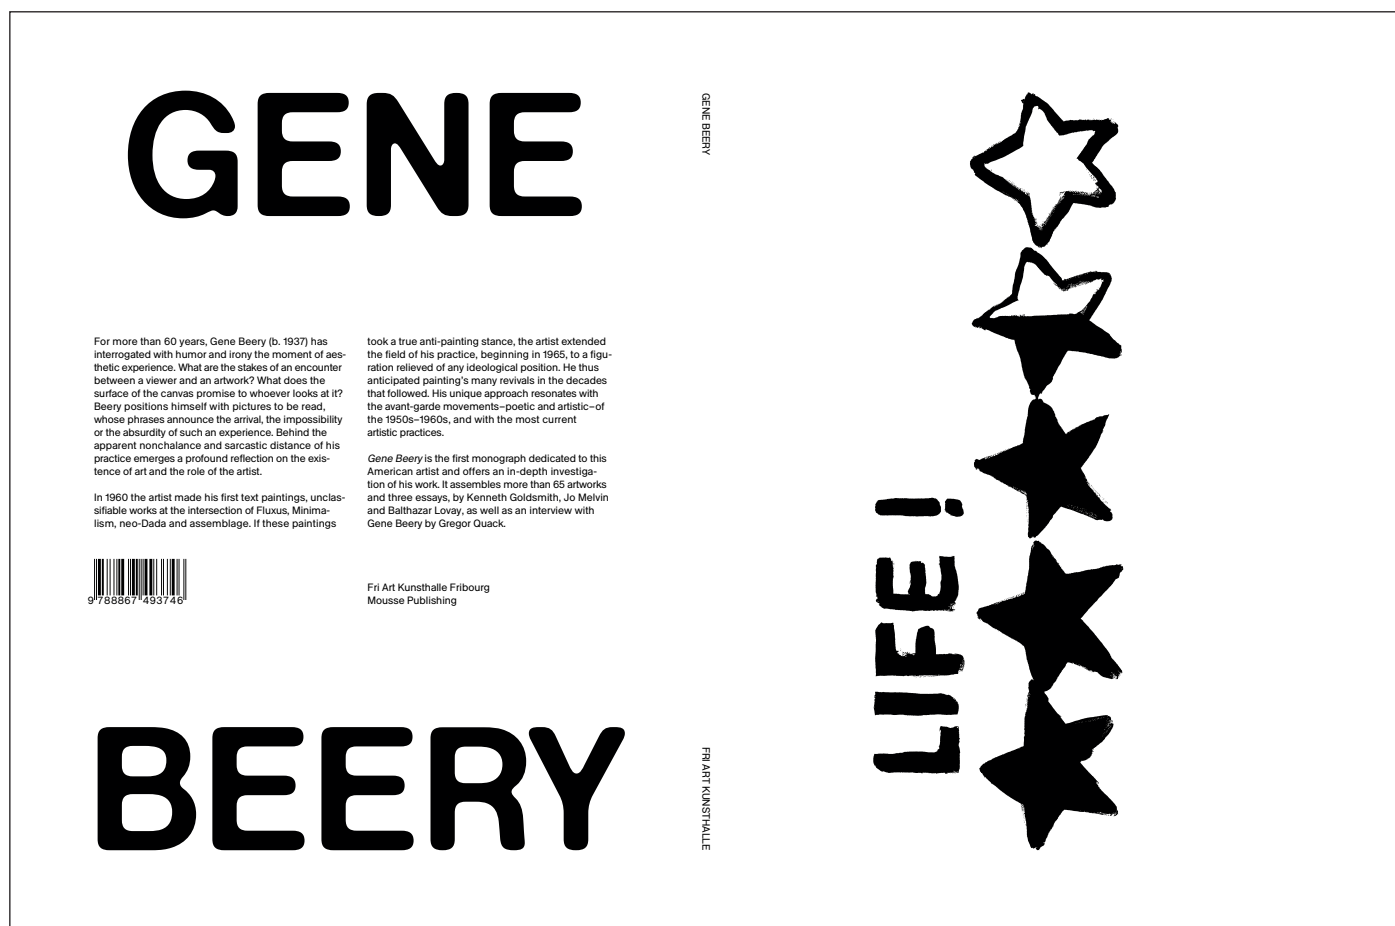 GENE
For more than 60 years, Gene Beery (b. 1937) has
interrogated with humor and irony the moment of aes-
thetic experience. What are the stakes of an encounter
between a viewer and an artwork? What does the
surface of the canvas promise to whoever looks at it?
Beery positions himself with pictures to be read,
whose phrases announce the arrival, the impossibility
or the absurdity of such an experience. Behind the
apparent nonchalance and sarcastic distance of his
practice emerges a profound reflection on the exis-
tence of art and the role of the artist.
In 1960 the artist made his first text paintings, unclas-
sifiable works at the intersection of Fluxus, Minima-
lism, neo-Dada and assemblage. If these paintings
took a true anti-painting stance, the artist extended
the field of his practice, beginning in 1965, to a figu-
ration relieved of any ideological position. He thus
anticipated painting's many revivals in the decades
that followed. His unique approach resonates with
the avant-garde movements–poetic and artistic–of
the 1950s–1960s, and with the most current
artistic practices.
Gene Beery is the first monograph dedicated to this
American artist and offers an in-depth investiga-
tion of his work. It assembles more than 65 artworks
and three essays, by Kenneth Goldsmith, Jo Melvin
and Balthazar Lovay, as well as an interview with
Gene Beery by Gregor Quack.
9 788867 493746
Fri Art Kunsthalle Fribourg
Mousse Publishing
BEERY
GENE BEERY
FRI ART KUNSTHALLE
LIFE!